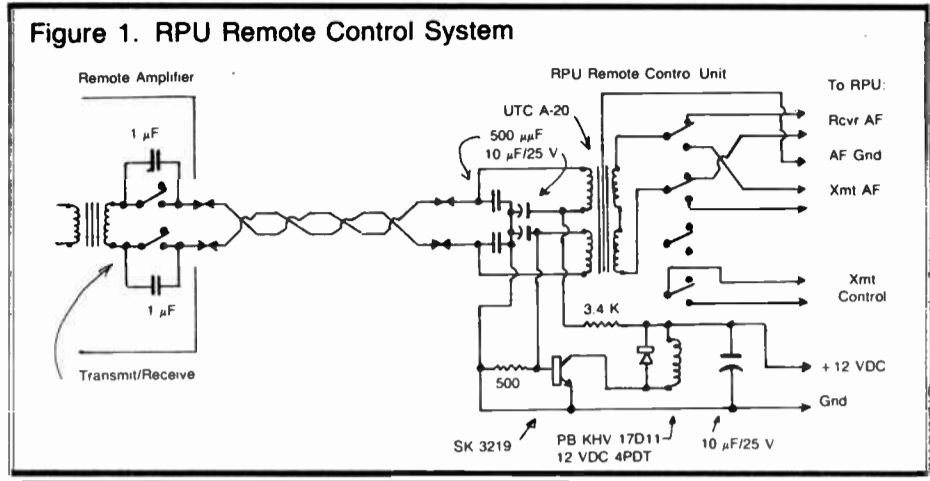 Figure 1. RPU Remote Control System
Remote Amplifier
RPU Remote Contro Unit
To RPU:
UTC A-20
1 µF
500 µµF
10 µF/25 V
Rcvr AF
AF Gnd
Xmt AF
1 µF
Xmt
Control
3.4 K
Transmit/Receive
500
+ 12 VDC
Gnd
SK 3219
PB KHV 17D11
12 VDC 4PDT
10 µF/25 V